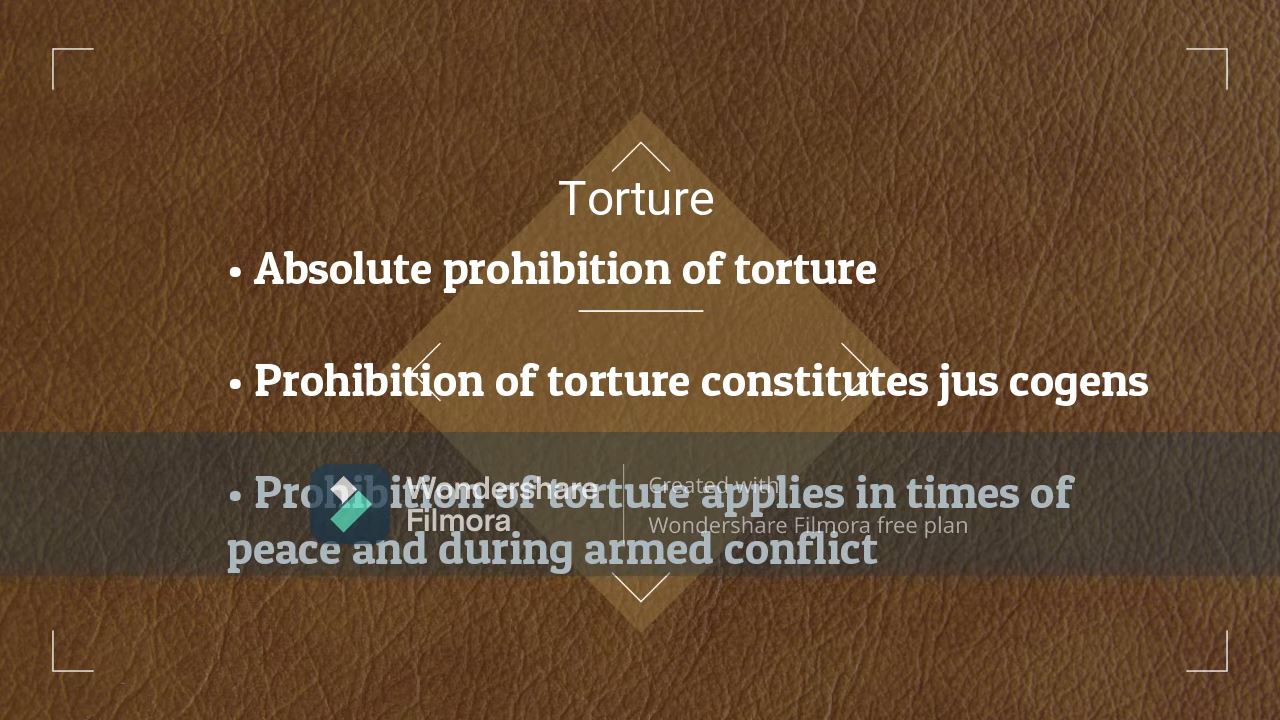 Torture
• Absolute prohibition of torture
• Prohibition of torture constitutes jus cogens
• Prohibition of torture applies in times of
peace and during armed conflict
Wondershare
Filmora
Created with
Wondershare Filmora free plan